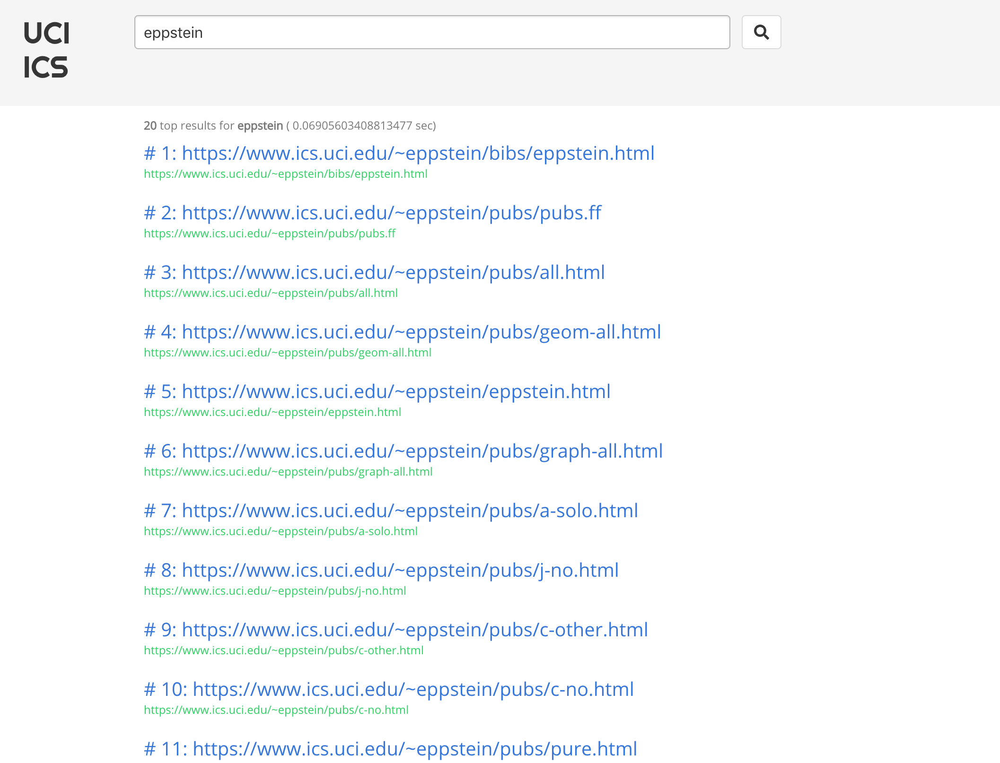 UCI
ICS
eppstein
20 top results for eppstein ( 0.06905603408813477 sec)
# 1: https://www.ics.uci.edu/~eppstein/bibs/eppstein.html
https://www.ics.uci.edu/~eppstein/bibs/eppstein.html
# 2: https://www.ics.uci.edu/~eppstein/pubs/pubs.ff
https://www.ics.uci.edu/~eppstein/pubs/pubs.ff
# 3: https://www.ics.uci.edu/~eppstein/pubs/all.html
https://www.ics.uci.edu/~eppstein/pubs/all.html
# 4: https://www.ics.uci.edu/~eppstein/pubs/geom-all.html
https://www.ics.uci.edu/~eppstein/pubs/geom-all.html
# 5: https://www.ics.uci.edu/~eppstein/eppstein.html
https://www.ics.uci.edu/~eppstein/eppstein.html
# 6: https://www.ics.uci.edu/~eppstein/pubs/graph-all.html
https://www.ics.uci.edu/~eppstein/pubs/graph-all.html
# 7: https://www.ics.uci.edu/~eppstein/pubs/a-solo.html
https://www.ics.uci.edu/~eppstein/pubs/a-solo.html
# 8: https://www.ics.uci.edu/~eppstein/pubs/j-no.html
https://www.ics.uci.edu/~eppstein/pubs/j-no.html
# 9: https://www.ics.uci.edu/~eppstein/pubs/c-other.html
https://www.ics.uci.edu/~eppstein/pubs/c-other.html
# 10: https://www.ics.uci.edu/~eppstein/pubs/c-no.html
https://www.ics.uci.edu/~eppstein/pubs/c-no.html
# 11: https://www.ics.uci.edu/~eppstein/pubs/pure.html